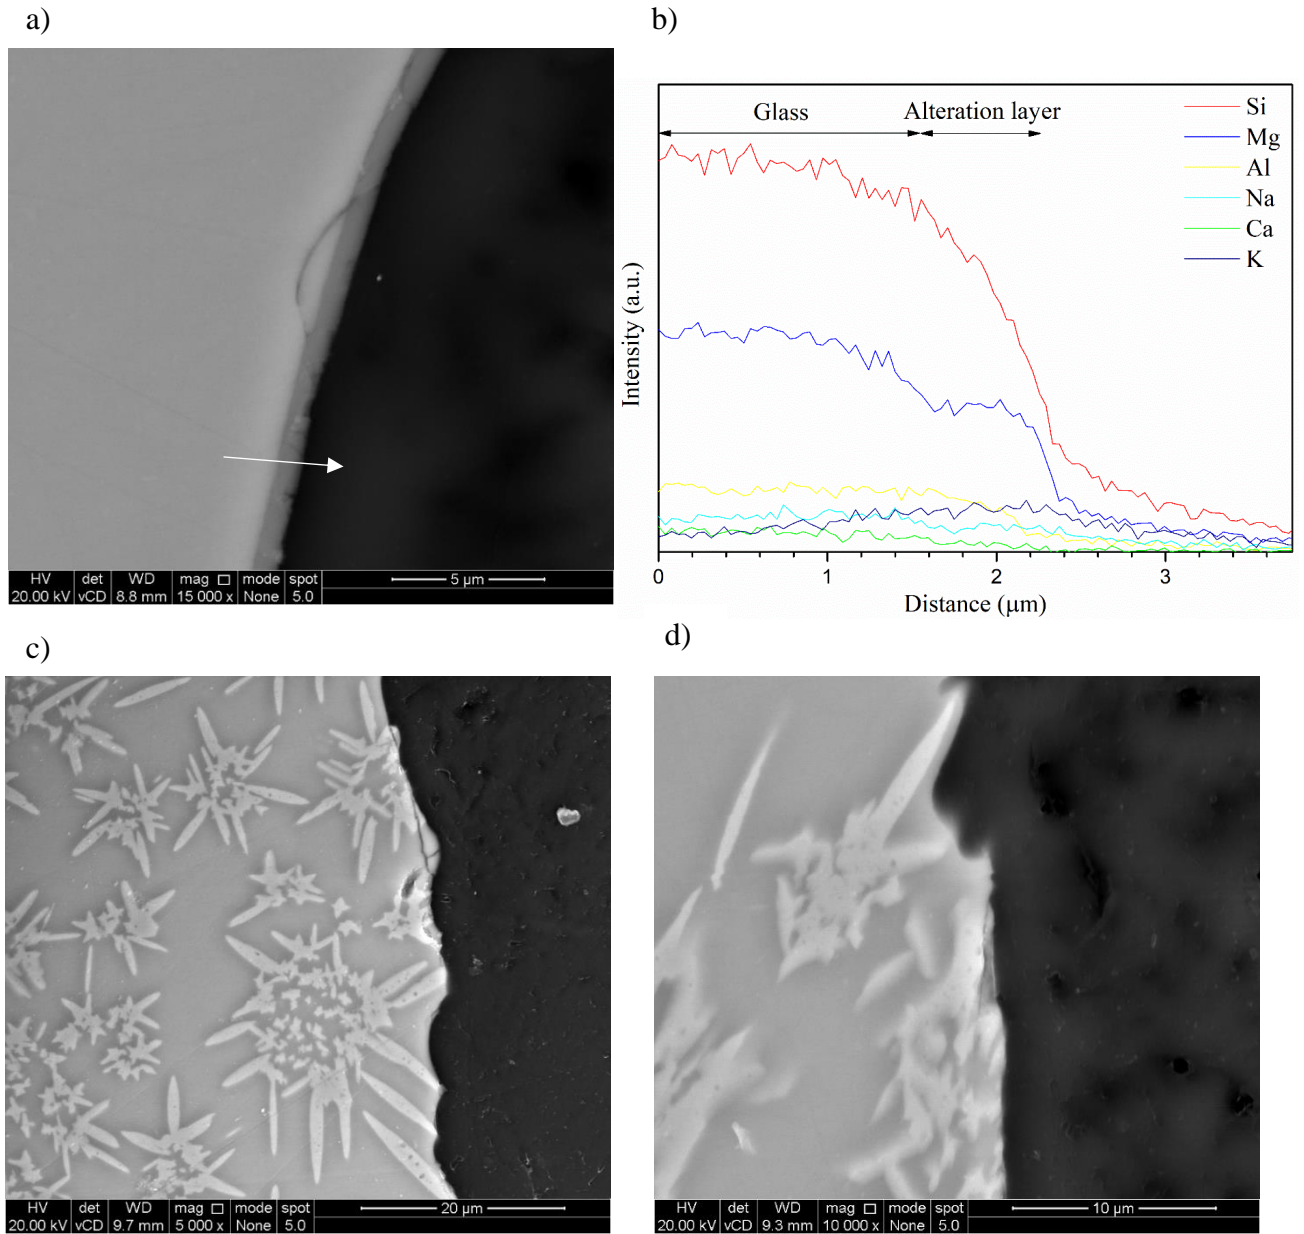 a)
b)
Glass
Alteration layer
Si
Mg
Al
Na
Ca
K
Intensity (a.u.)
0
1
2
3
Distance (µm)
HV det WD mag mode spot
20.00 kV vCD 8.8 mm 15 000 x None 5.0
5 µm
c)
d)
HV det WD mag mode spot
20.00 kV vCD 9.7 mm 5 000 x None 5.0
20 µm
HV det WD mag mode spot
20.00 kV vCD 9.3 mm 10 000 x None 5.0
10 µm